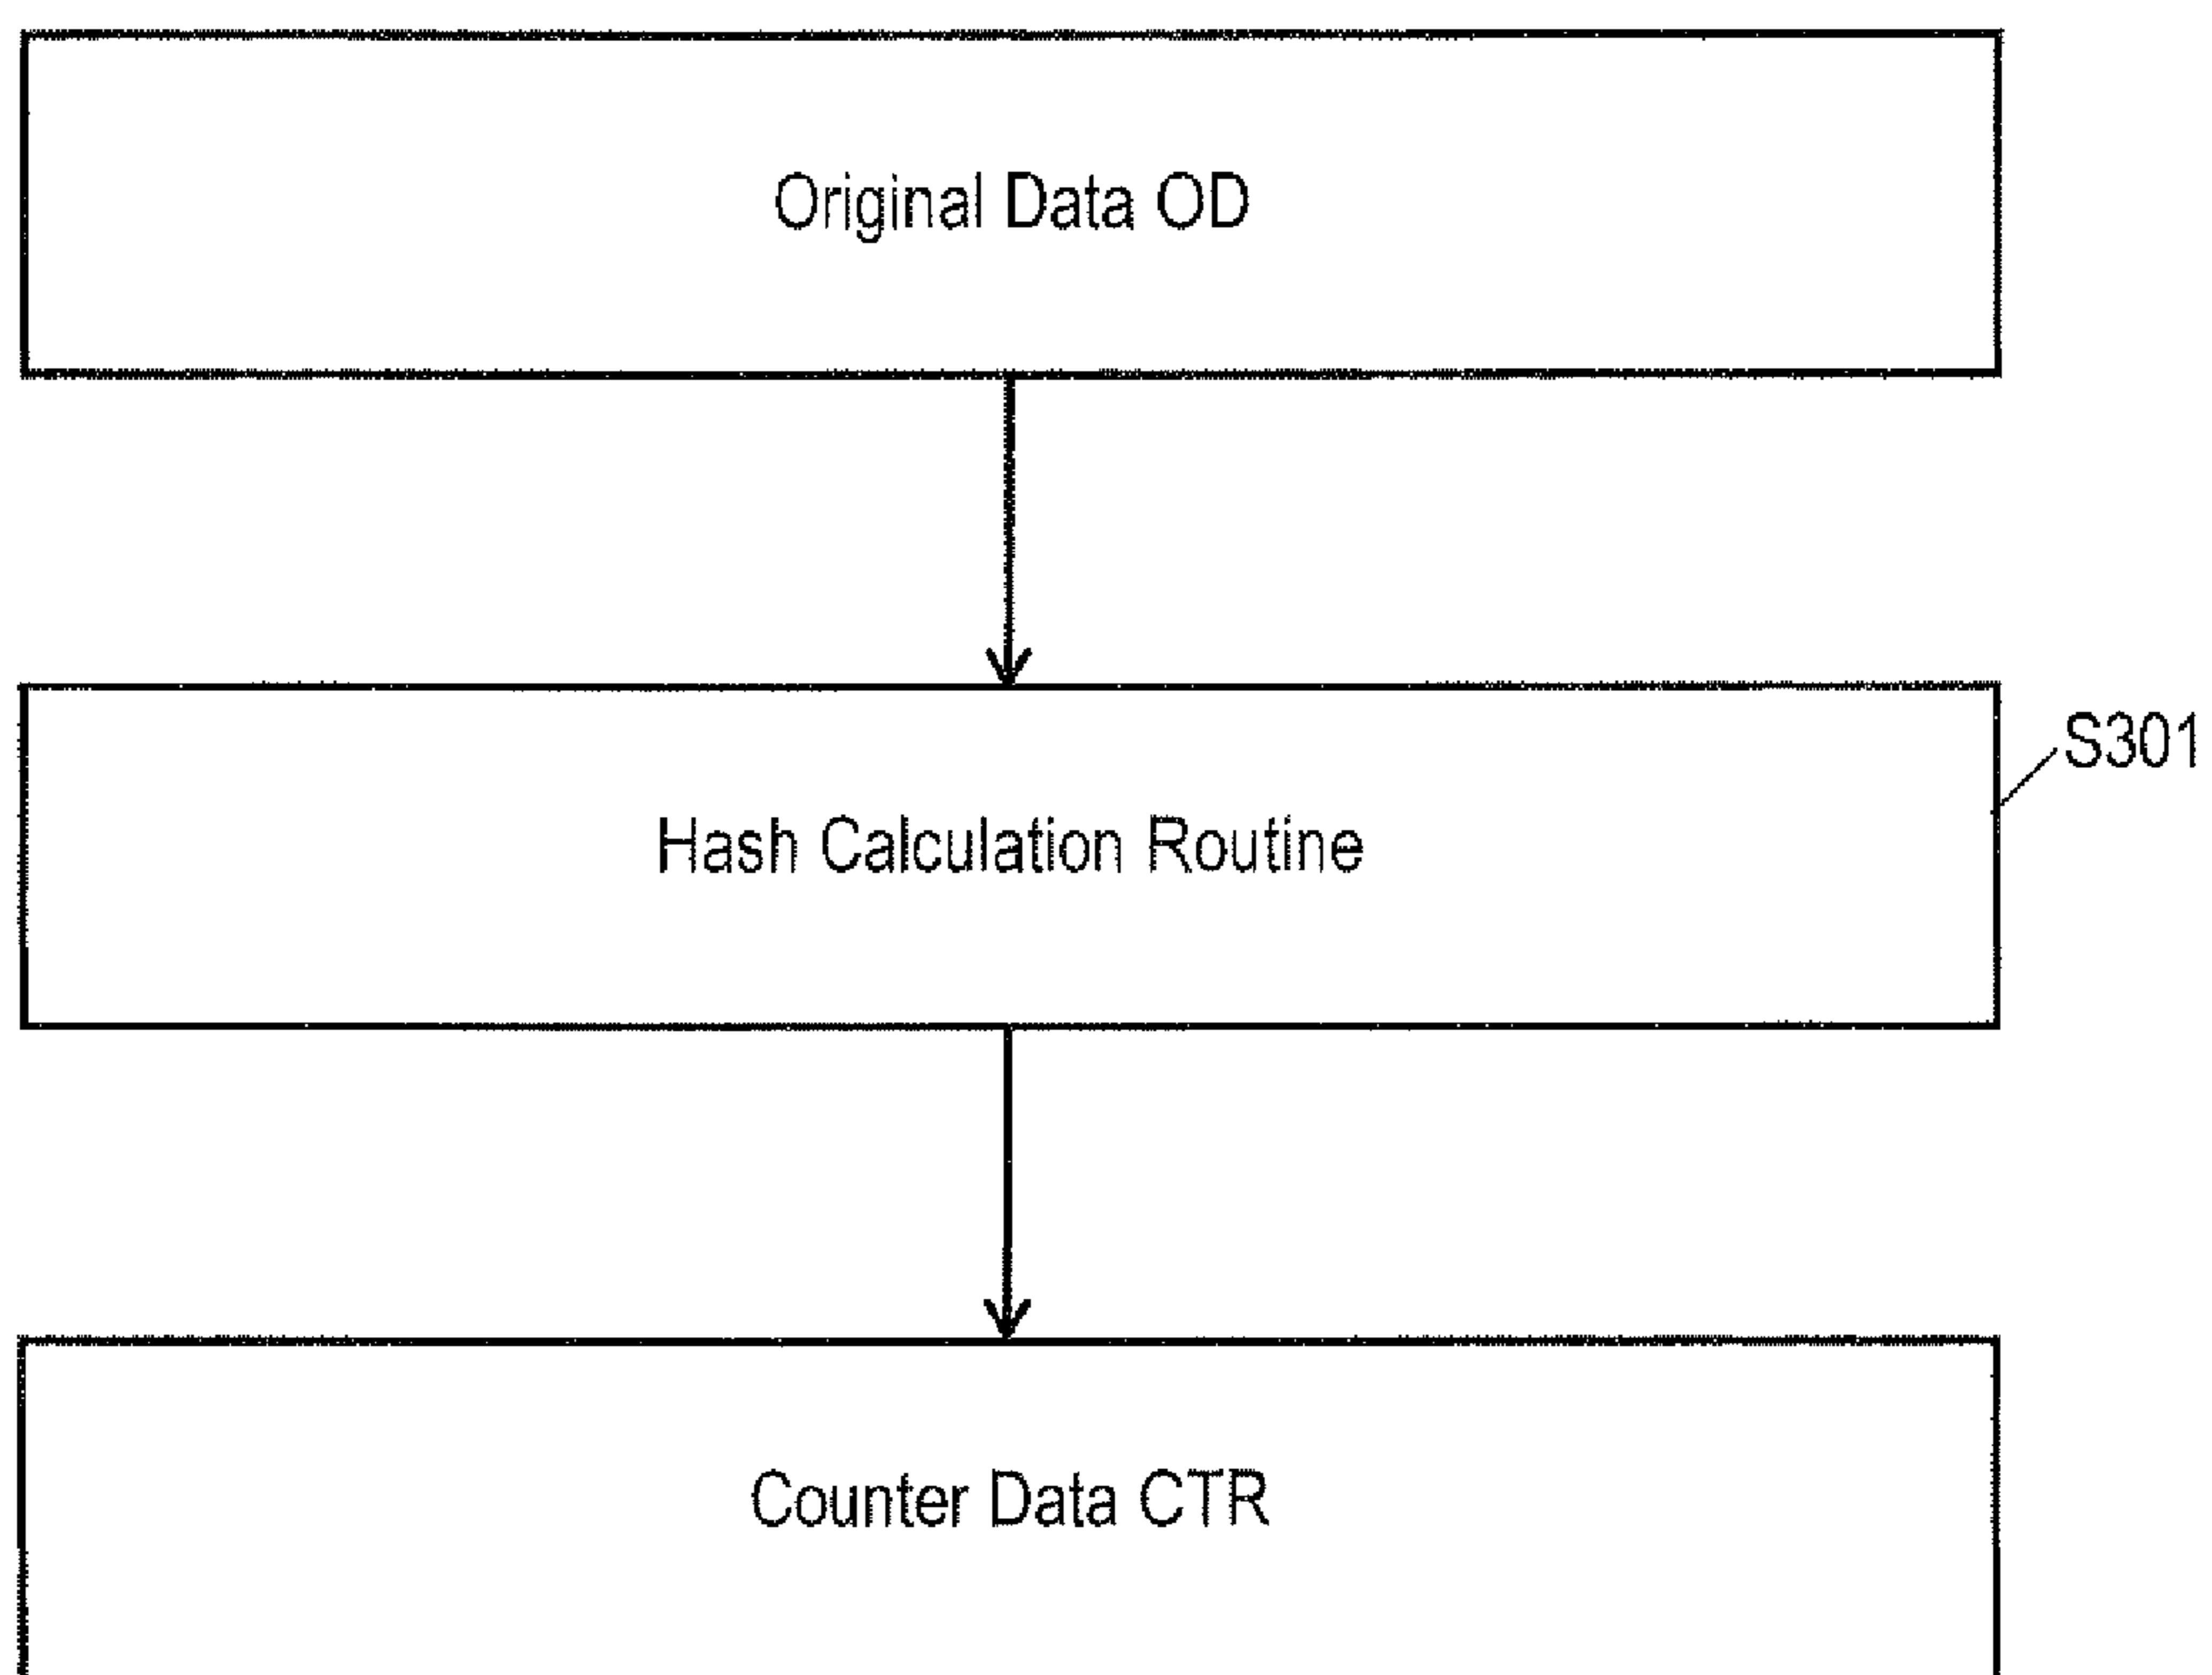 Original Data OD
S301
Hash Calculation Routine
Counter Data CTR